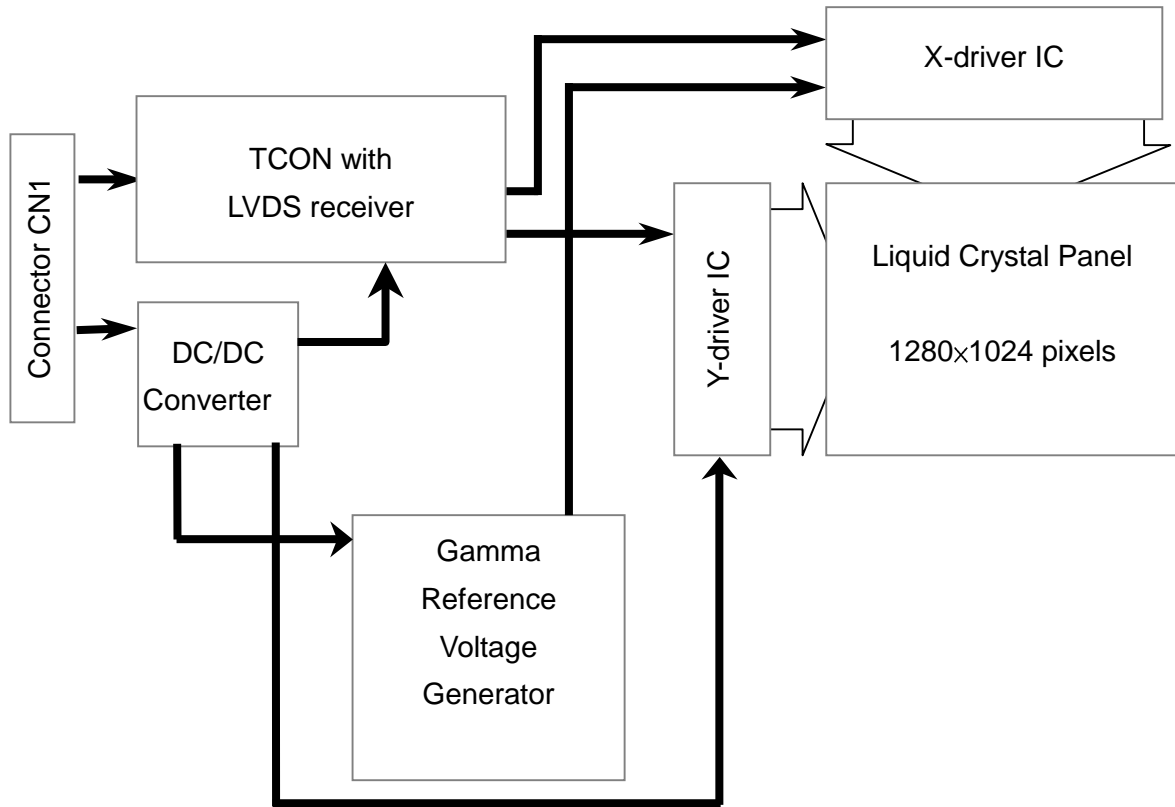 X-driver IC
TCON with
LVDS receiver
Connector CN1
Y-driver IC
Liquid Crystal Panel
1280×1024 pixels
DC/DC
Converter
Gamma
Reference
Voltage
Generator